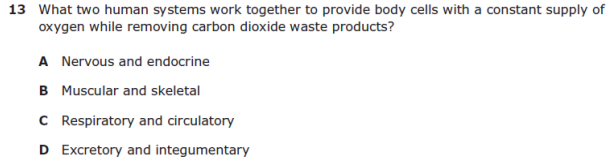 13 What two human systems work together to provide body cells with a constant supply of
oxygen while removing carbon dioxide waste products?
A Nervous and endocrine
B Muscular and skeletal
C Respiratory and circulatory
D Excretory and integumentary